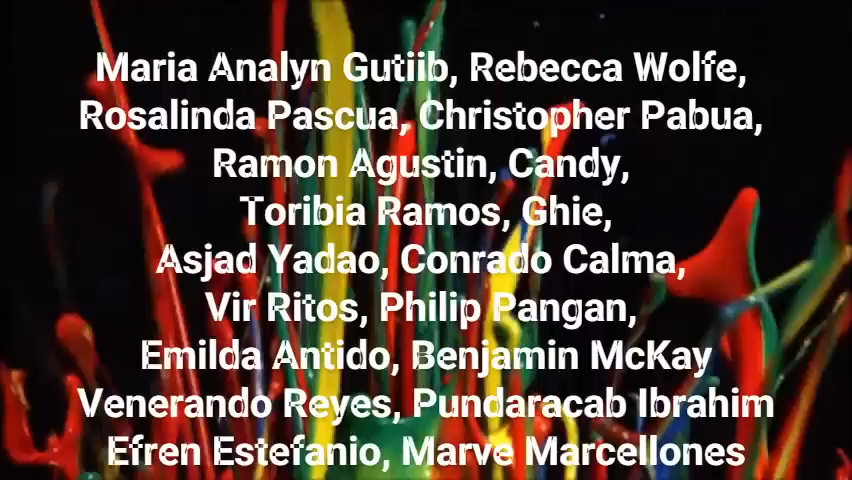 Maria Analyn Gutiib, Rebecca Wolfe,
Rosalinda Pascua, Christopher Pabua,
Ramon Agustin, Candy,
Toribia Ramos, Ghie,
Asjad Yadao, Conrado Calma,
Vir Ritos, Philip Pangan,
Emilda Antido, Benjamin McKay
Venerando Reyes, Pundaracab Ibrahim
Efren Estefanio, Marve Marcellones